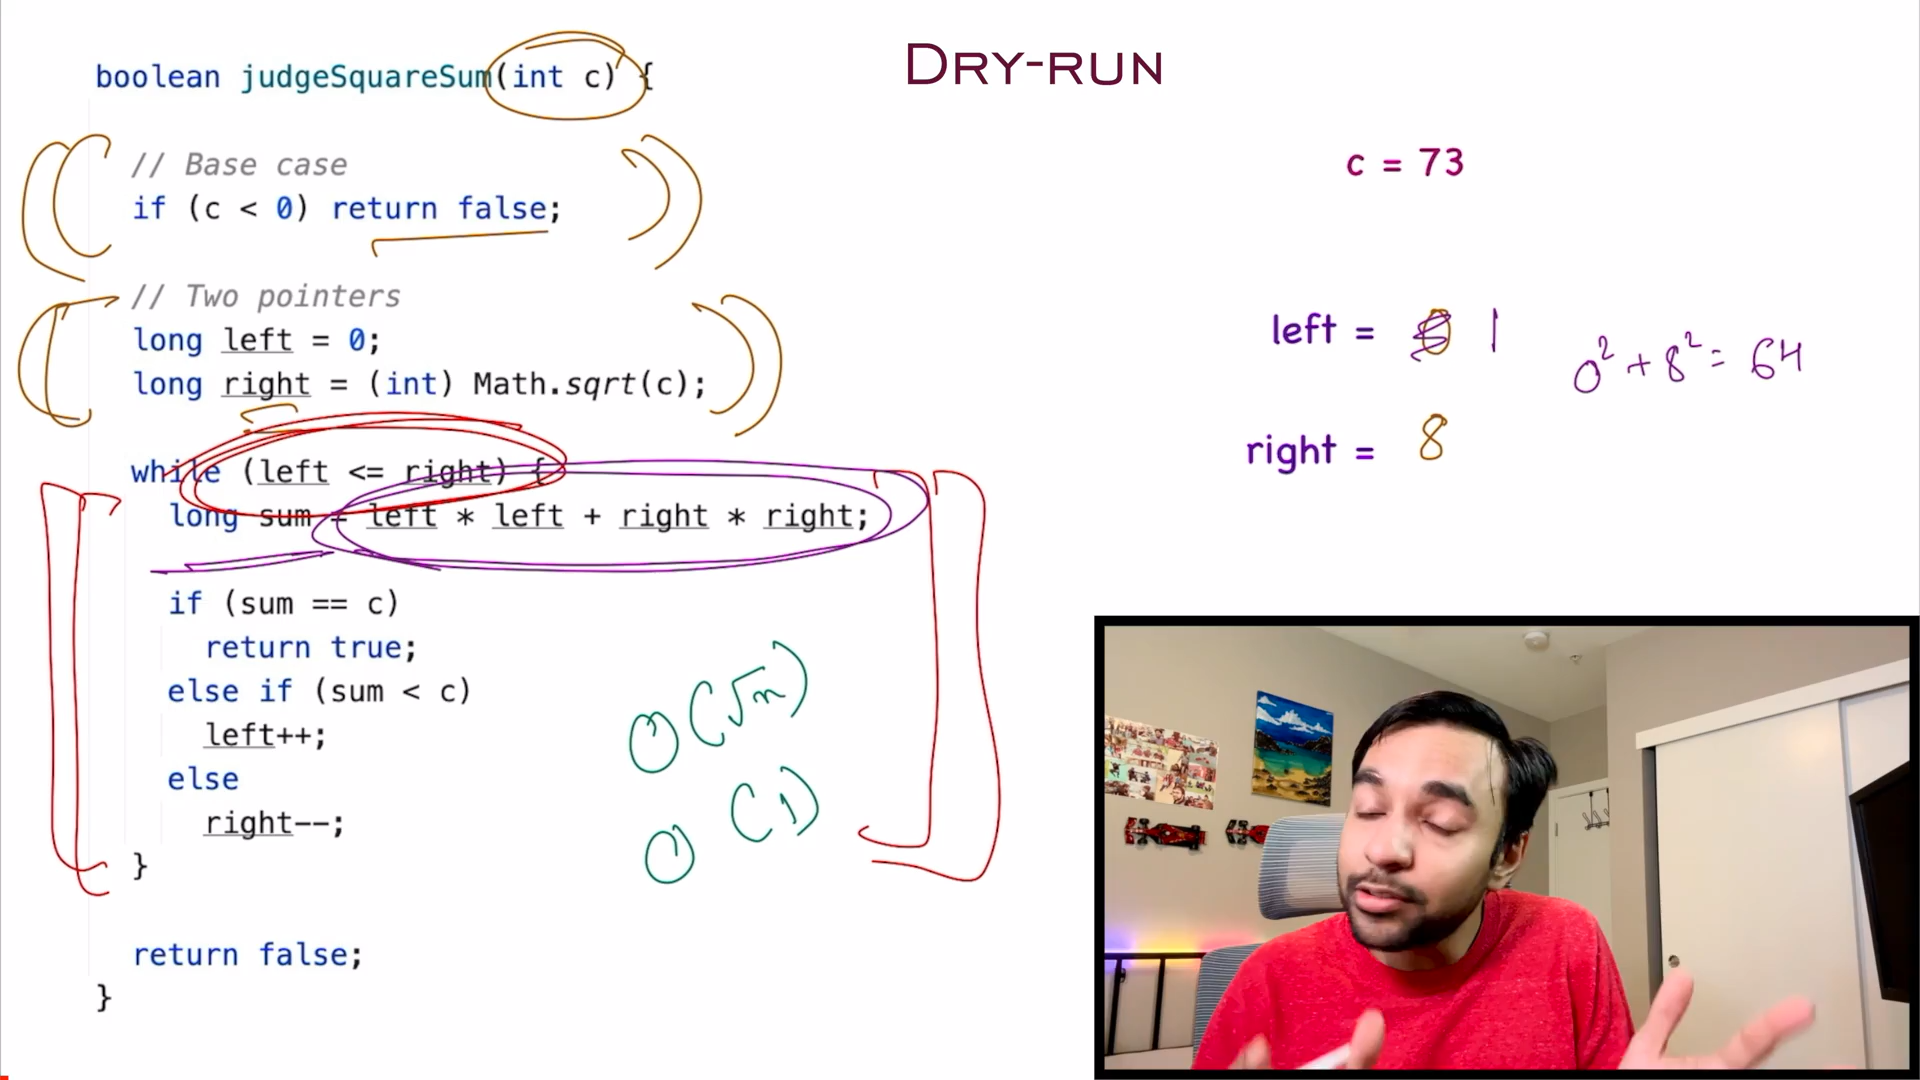 DRY-RUN
boolean judgeSquareSum(int c) {
// Base case
if (c < 0) return false;
// Two pointers
long left = 0;
long right = (int) Math.sqrt(c);
while (left <= right) {
long sum = left * left + right * right;
if (sum == c)
return true;
else if (sum < c)
left++;
else
right--;
}
return false;
}
O(√n)
O(1)
c = 73
left = 0 1
0² + 8² = 64
right = 8